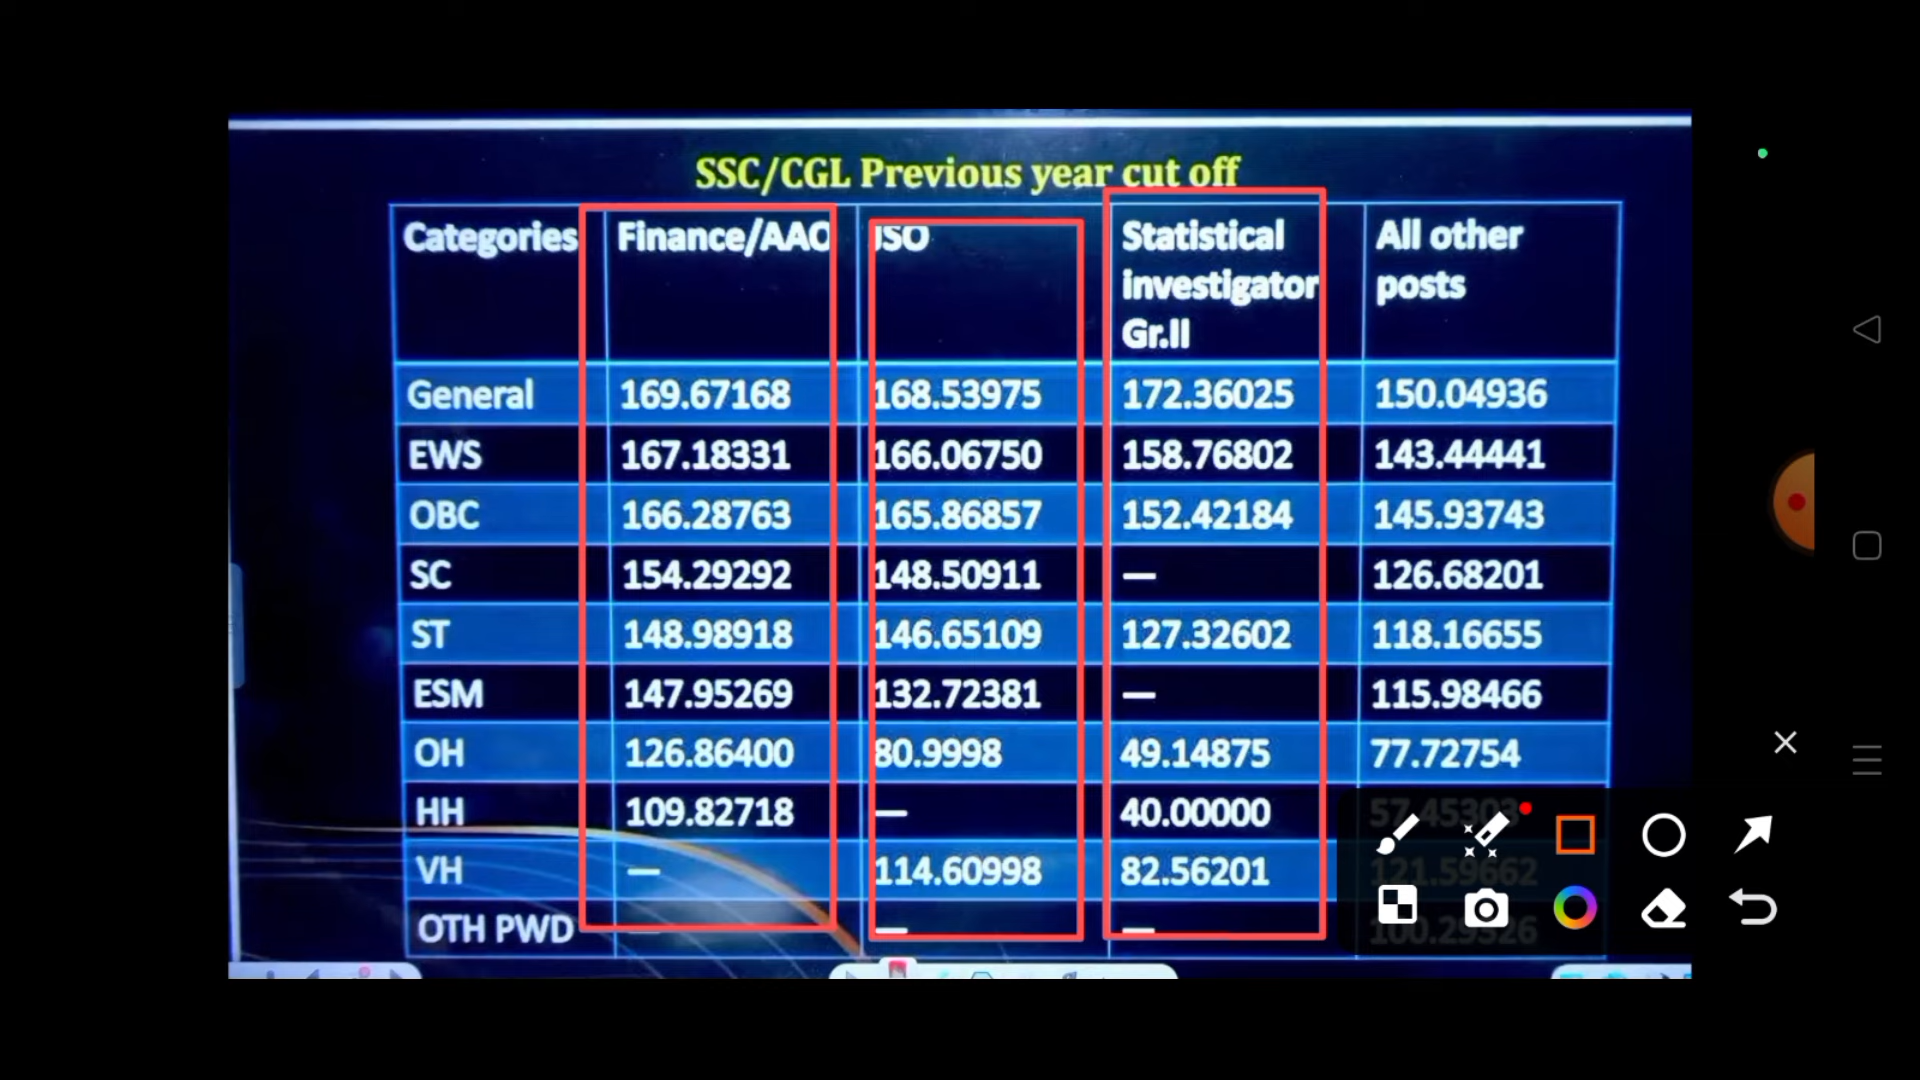 SSC/CGL Previous year cut off
Categories Finance/AAO JSO Statistical investigator Gr.II All other posts
General 169.67168 168.53975 172.36025 150.04936
EWS 167.18331 166.06750 158.76802 143.44441
OBC 166.28763 165.86857 152.42184 145.93743
SC 154.29292 148.50911 — 126.68201
ST 148.98918 146.65109 127.32602 118.16655
ESM 147.95269 132.72381 — 115.98466
OH 126.86400 80.9998 49.14875 77.72754
HH 109.82718 — 40.00000 57.45303
VH — 114.60998 82.56201 121.59662
OTH PWD — — —